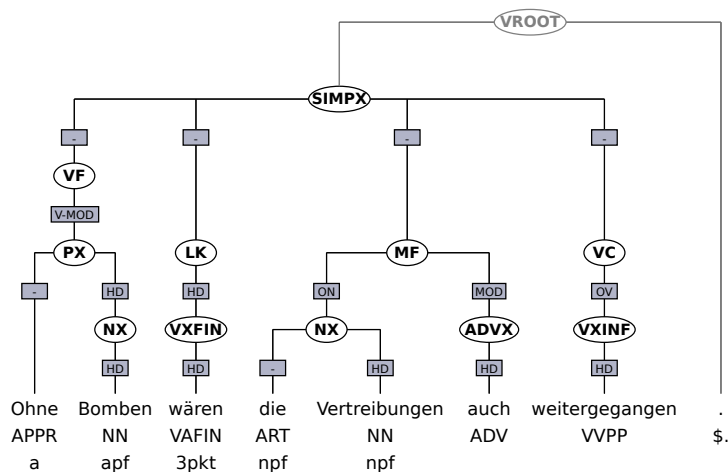 VROOT
SIMPX
- - - -
VF
V-MOD
PX LK MF VC
- HD HD ON MOD OV
NX VXFIN NX ADVX VXINF
HD HD - HD HD HD
Ohne Bomben wären die Vertreibungen auch weitergegangen .
APPR NN VAFIN ART NN ADV VVPP $.
a apf 3pkt npf npf